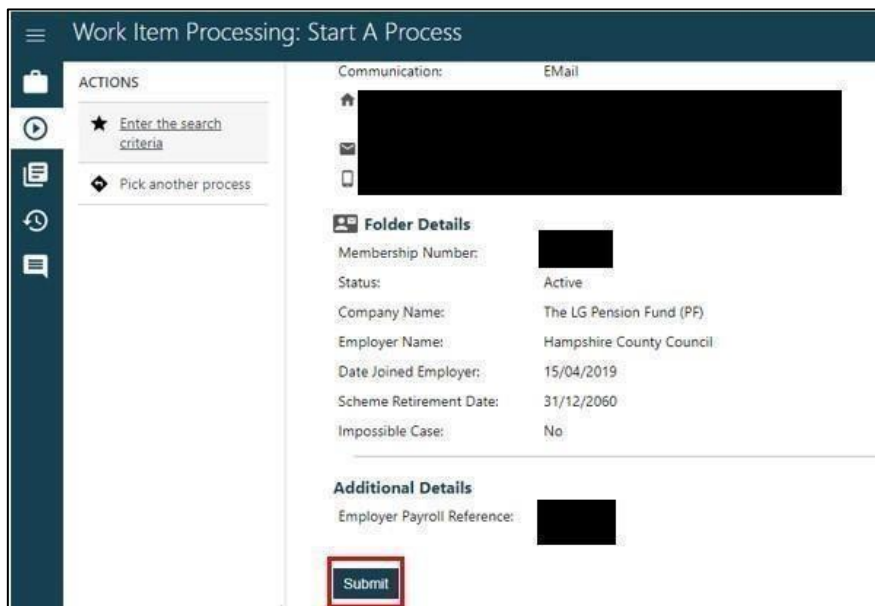 Work Item Processing: Start A Process
ACTIONS
Enter the search
criteria
Pick another process
Communication: EMail
Folder Details
Membership Number:
Status: Active
Company Name: The LG Pension Fund (PF)
Employer Name: Hampshire County Council
Date Joined Employer: 15/04/2019
Scheme Retirement Date: 31/12/2060
Impossible Case: No
Additional Details
Employer Payroll Reference:
Submit